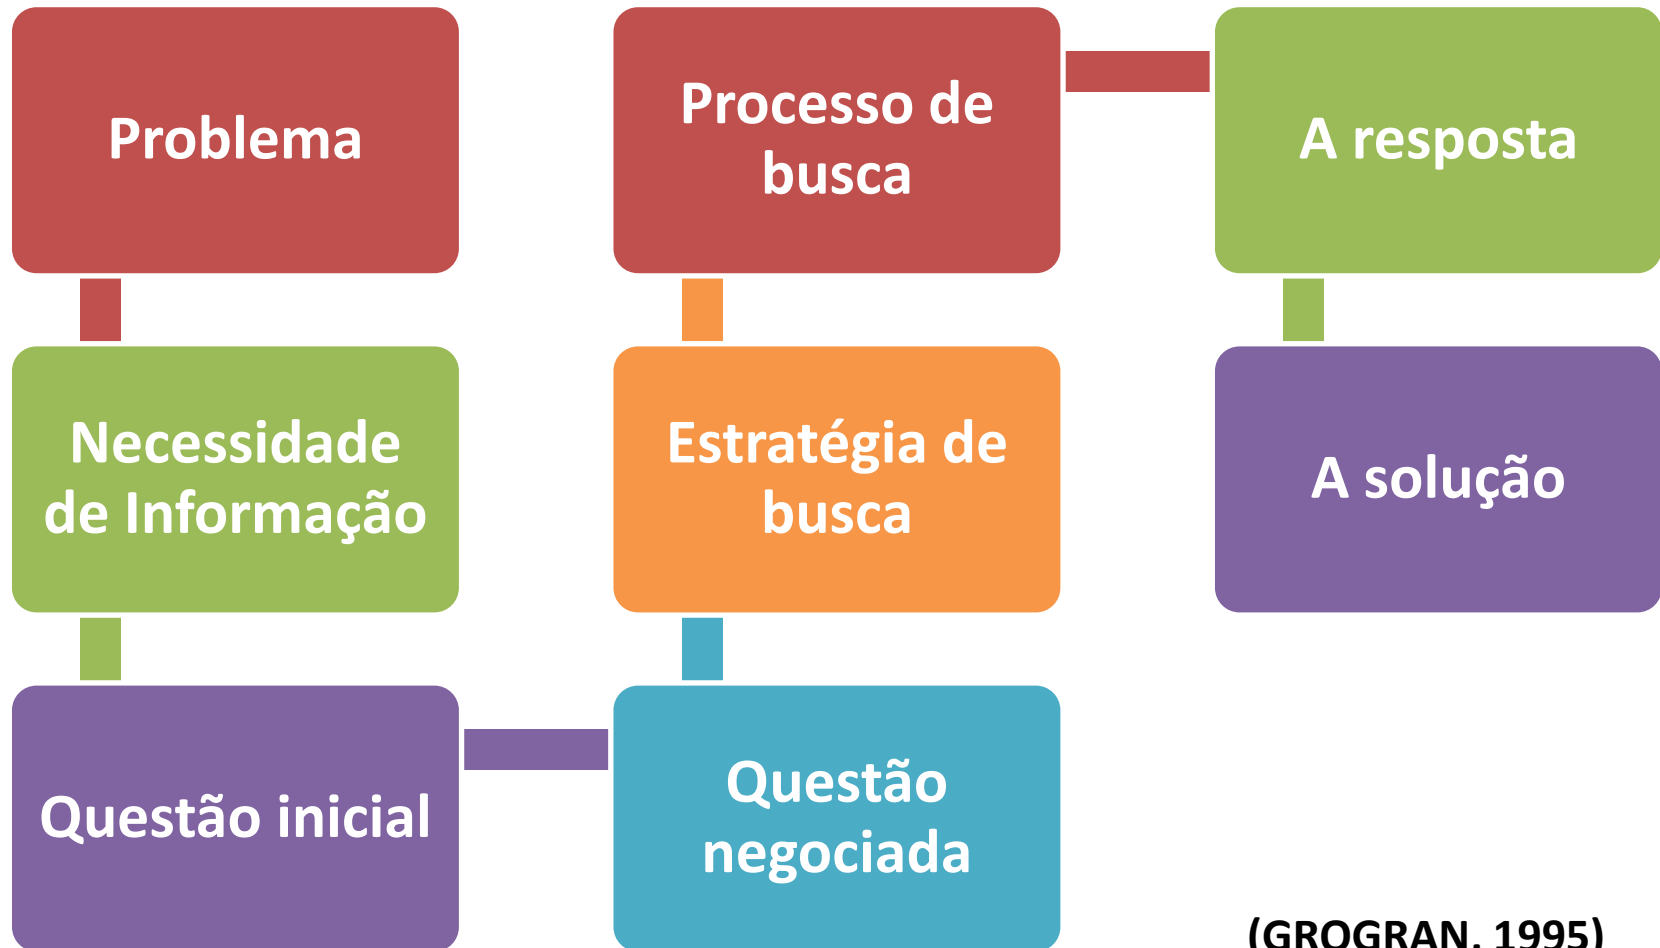 Problema
Necessidade
de Informação
Questão inicial
Questão
negociada
Estratégia de
busca
Processo de
busca
A resposta
A solução
(GROGRAN, 1995)